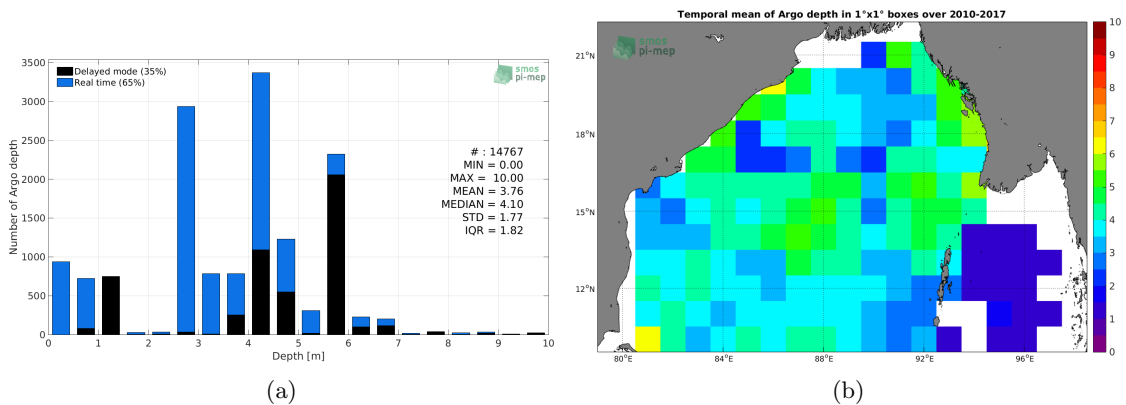 Temporal mean of Argo depth in 1°x1° boxes over 2010-2017
smos
pi-mep
Delayed mode (35%)
Real time (65%)
smos
pi-mep
# : 14767
MIN = 0.00
MAX = 10.00
MEAN = 3.76
MEDIAN = 4.10
STD = 1.77
IQR = 1.82
Number of Argo depth
3500
3000
2500
2000
1500
1000
500
0
0 1 2 3 4 5 6 7 8 9 10
Depth [m]
21°N
18°N
15°N
12°N
80°E 84°E 88°E 92°E 96°E
10
9
8
7
6
5
4
3
2
1
0
(a)
(b)